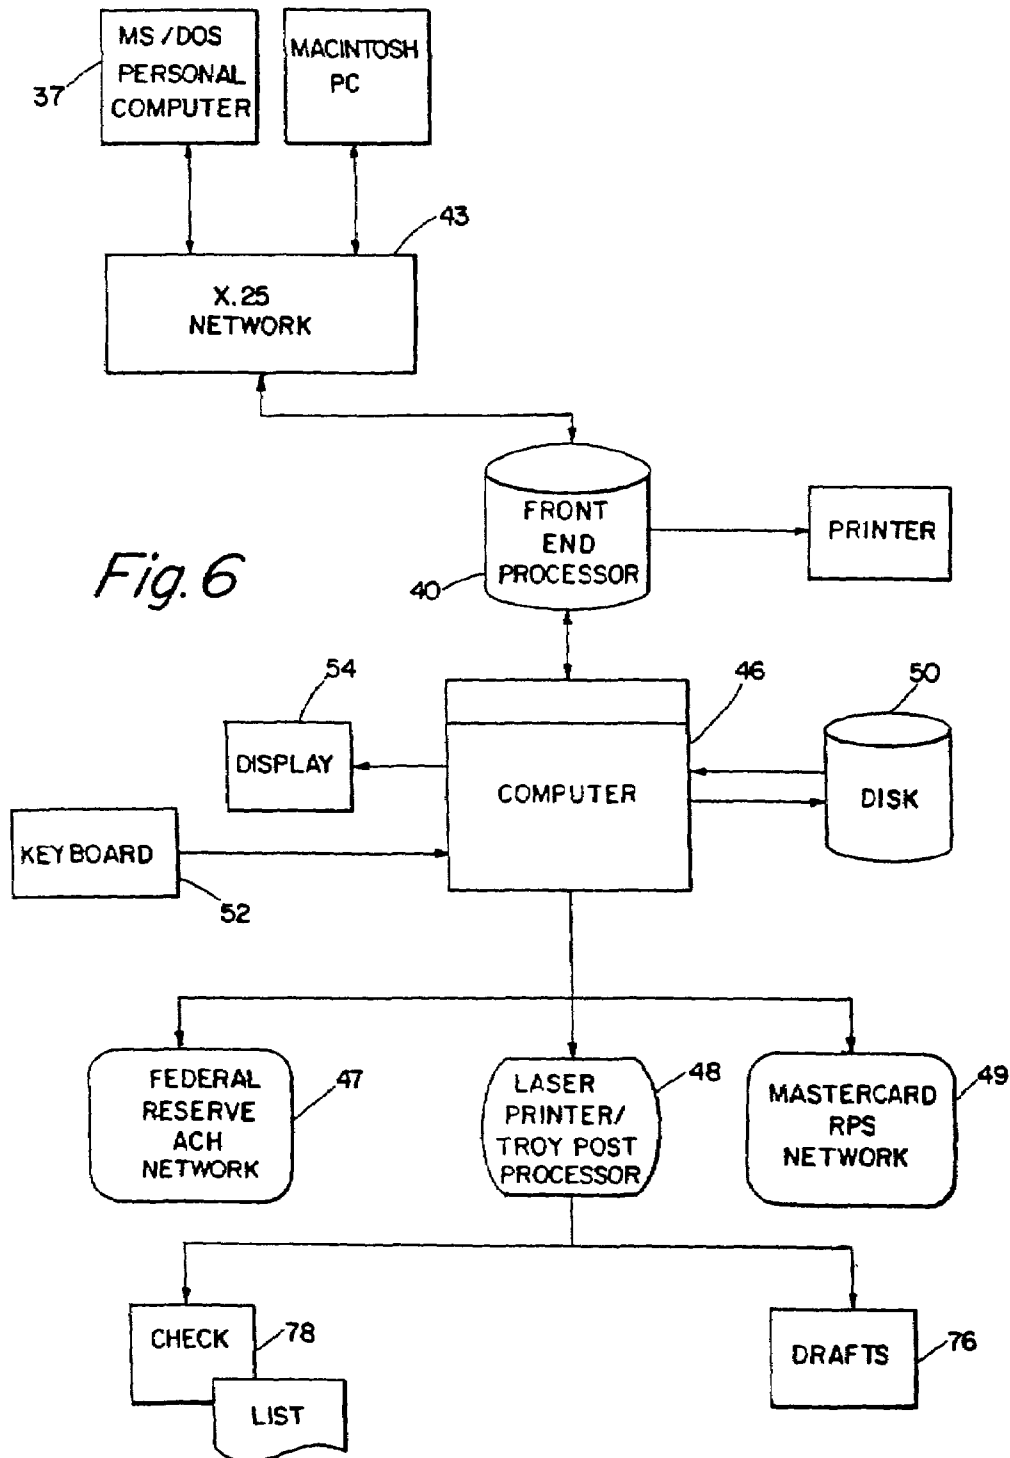 MS/DOS
PERSONAL
COMPUTER
37
MACINTOSH
PC
43
X.25
NETWORK
FRONT
END
PROCESSOR
40
PRINTER
Fig. 6
54
46
50
DISPLAY
COMPUTER
DISK
KEYBOARD
52
FEDERAL
RESERVE
ACH
NETWORK
47
LASER
PRINTER/
TROY POST
PROCESSOR
48
MASTERCARD
RPS
NETWORK
49
CHECK
78
LIST
DRAFTS
76